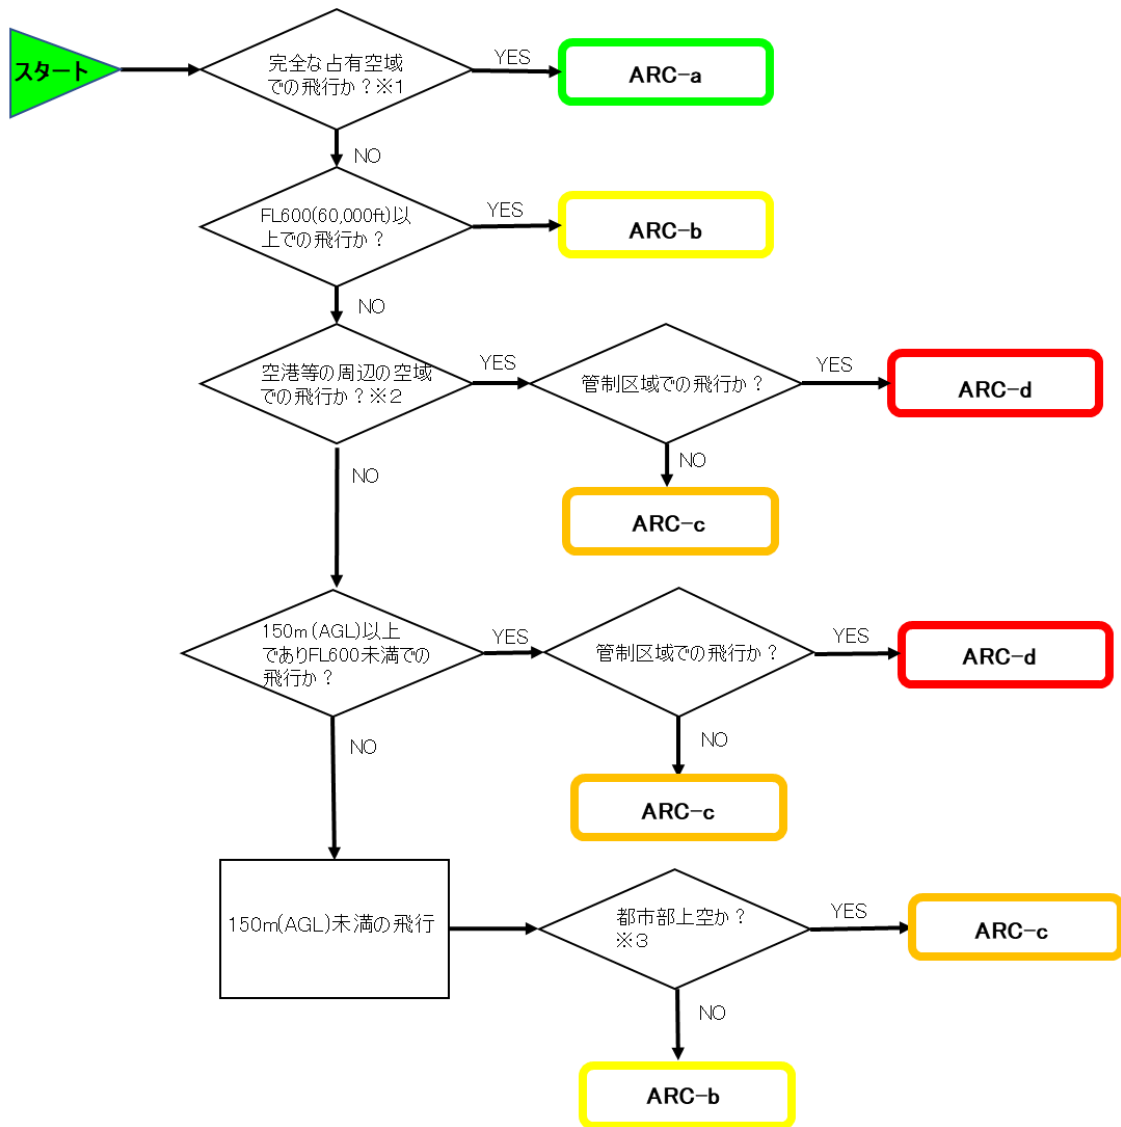 スタート
完全な占有空域
での飛行か？※1
YES
ARC-a
NO
FL600(60,000ft)以
上での飛行か？
YES
ARC-b
NO
空港等の周辺の空域
での飛行か？※2
YES
管制区域での飛行か？
YES
ARC-d
NO
ARC-c
NO
150m(AGL)以上
でありFL600未満での
飛行か？
YES
管制区域での飛行か？
YES
ARC-d
NO
ARC-c
NO
150m(AGL)未満の飛行
都市部上空か？
※3
YES
ARC-c
NO
ARC-b